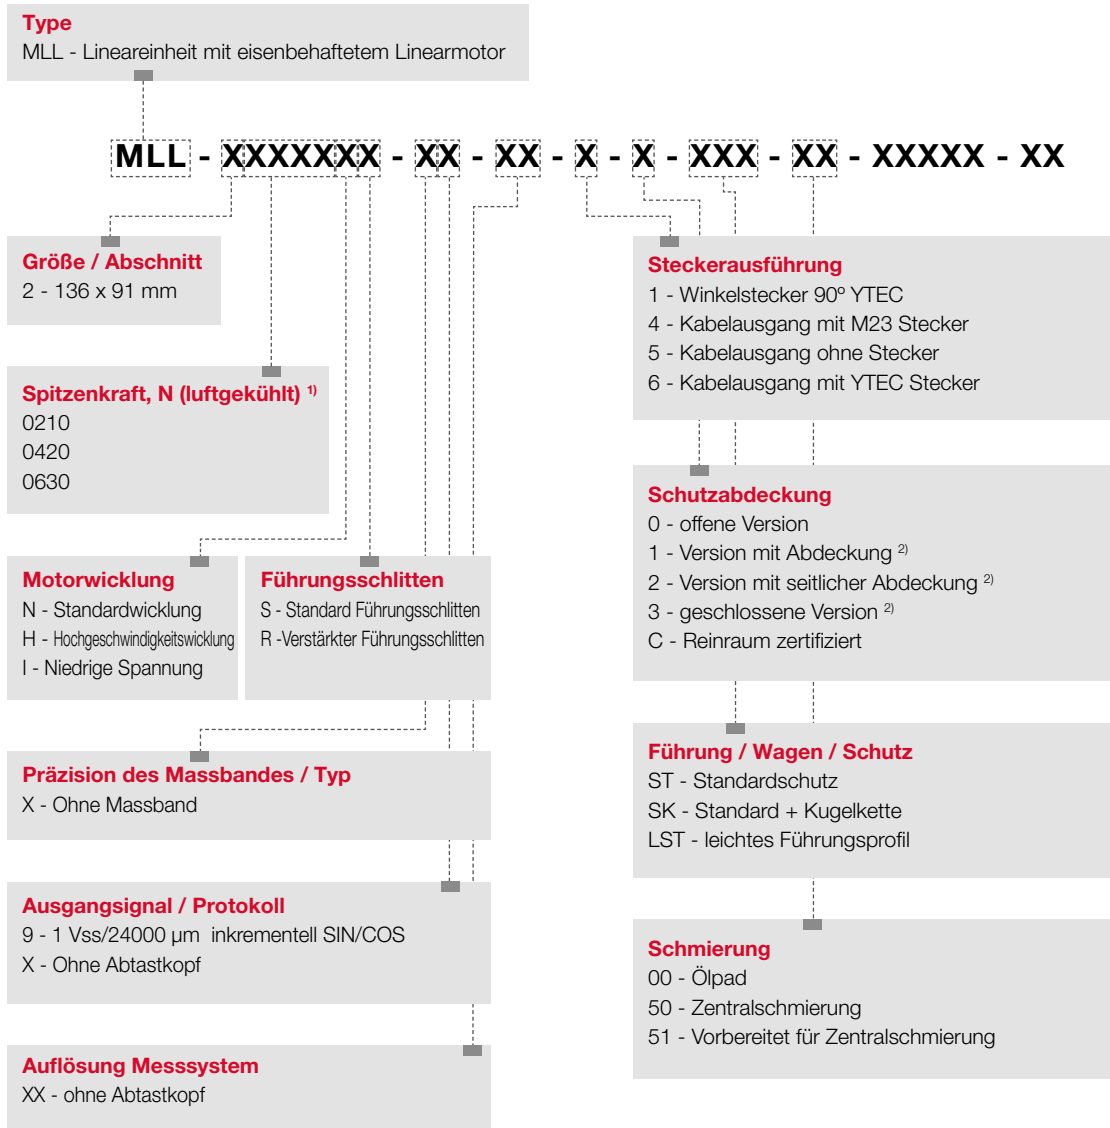 Type
MLL - Lineareinheit mit eisenbehaftetem Linearmotor
MLL - XXXXXXX - XX - XX - X - X - XXX - XX - XXXXX - XX
Größe / Abschnitt
2 - 136 x 91 mm
Spitzenkraft, N (luftgekühlt) 1)
0210
0420
0630
Motorwicklung
N - Standardwicklung
H - Hochgeschwindigkeitswicklung
I - Niedrige Spannung
Führungsschlitten
S - Standard Führungsschlitten
R -Verstärkter Führungsschlitten
Präzision des Massbandes / Typ
X - Ohne Massband
Ausgangsignal / Protokoll
9 - 1 Vss/24000 µm inkrementell SIN/COS
X - Ohne Abtastkopf
Auflösung Messsystem
XX - ohne Abtastkopf
Steckerausführung
1 - Winkelstecker 90º YTEC
4 - Kabelausgang mit M23 Stecker
5 - Kabelausgang ohne Stecker
6 - Kabelausgang mit YTEC Stecker
Schutzabdeckung
0 - offene Version
1 - Version mit Abdeckung 2)
2 - Version mit seitlicher Abdeckung 2)
3 - geschlossene Version 2)
C - Reinraum zertifiziert
Führung / Wagen / Schutz
ST - Standardschutz
SK - Standard + Kugelkette
LST - leichtes Führungsprofil
Schmierung
00 - Ölpad
50 - Zentralschmierung
51 - Vorbereitet für Zentralschmierung